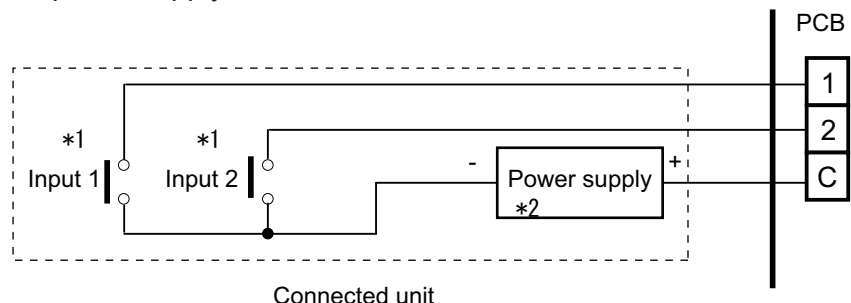 PCB
1
*1 *1
2
Input 1 Input 2 - Power supply +
*2
C
Connected unit